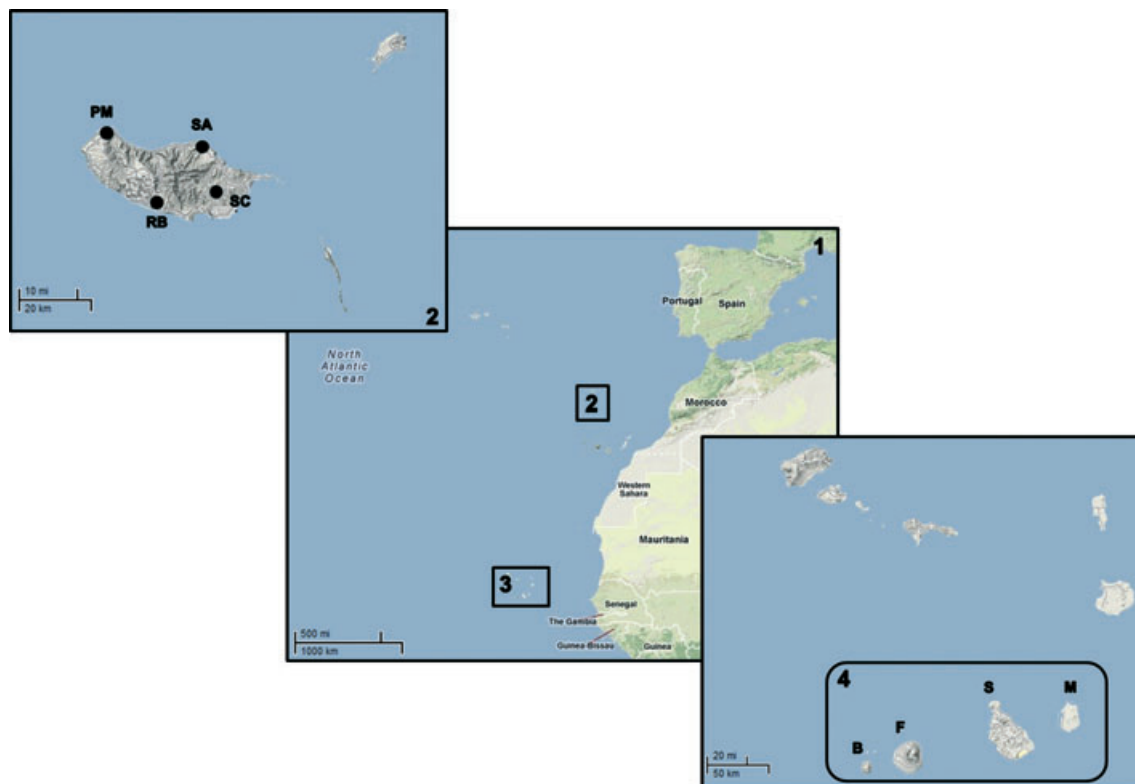 PM
SA
SC
RB
10 mi
20 km
2
1
Portugal
Spain
North
Atlantic
Ocean
2
Morocco
Western
Sahara
Mauritania
3
Senegal
The Gambia
Guinea-Bissau
Guinea
500 mi
1000 km
4
S
M
F
B
20 mi
50 km